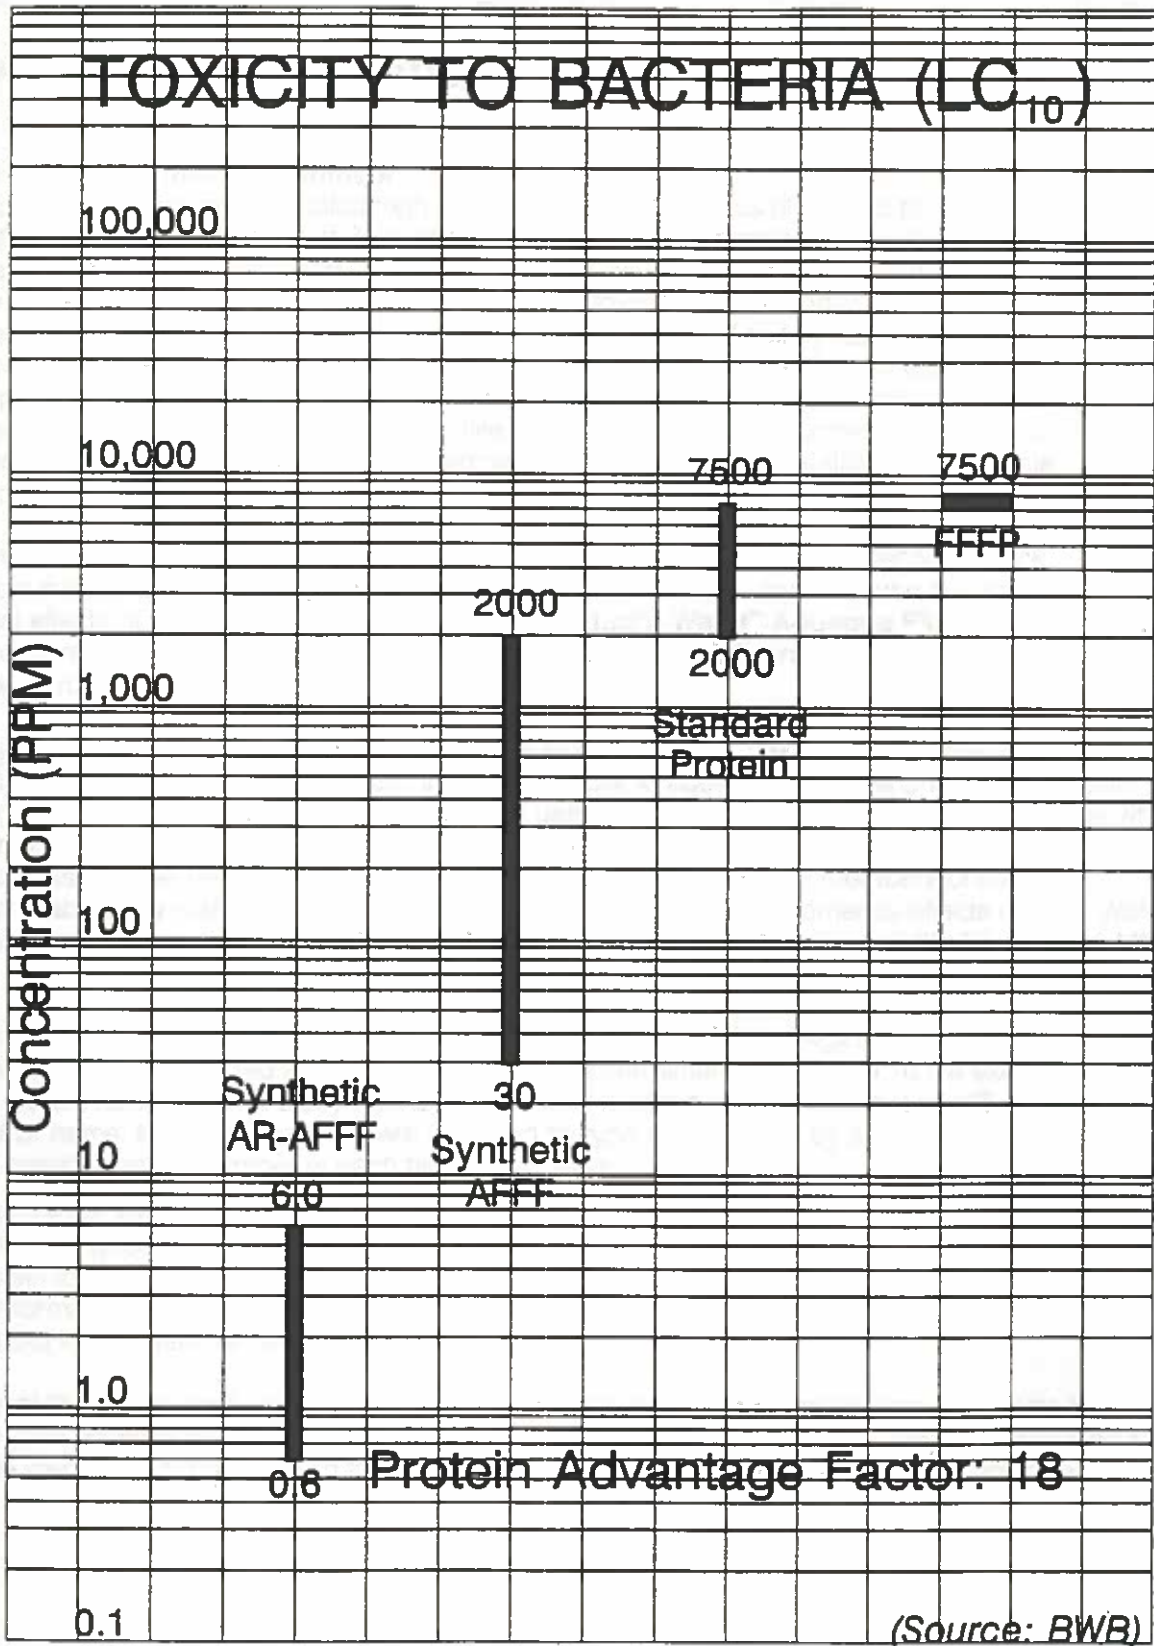 TOXICITY TO BACTERIA (LC10)
100,000
10,000
7500
7500
FFFP
2000
2000
1,000
Standard
Protein
Concentration (PPM)
100
Synthetic
AR-AFFF
30
10
Synthetic
AFFF
6.0
1.0
0.6
Protein Advantage Factor: 18
0.1
(Source: BWB)